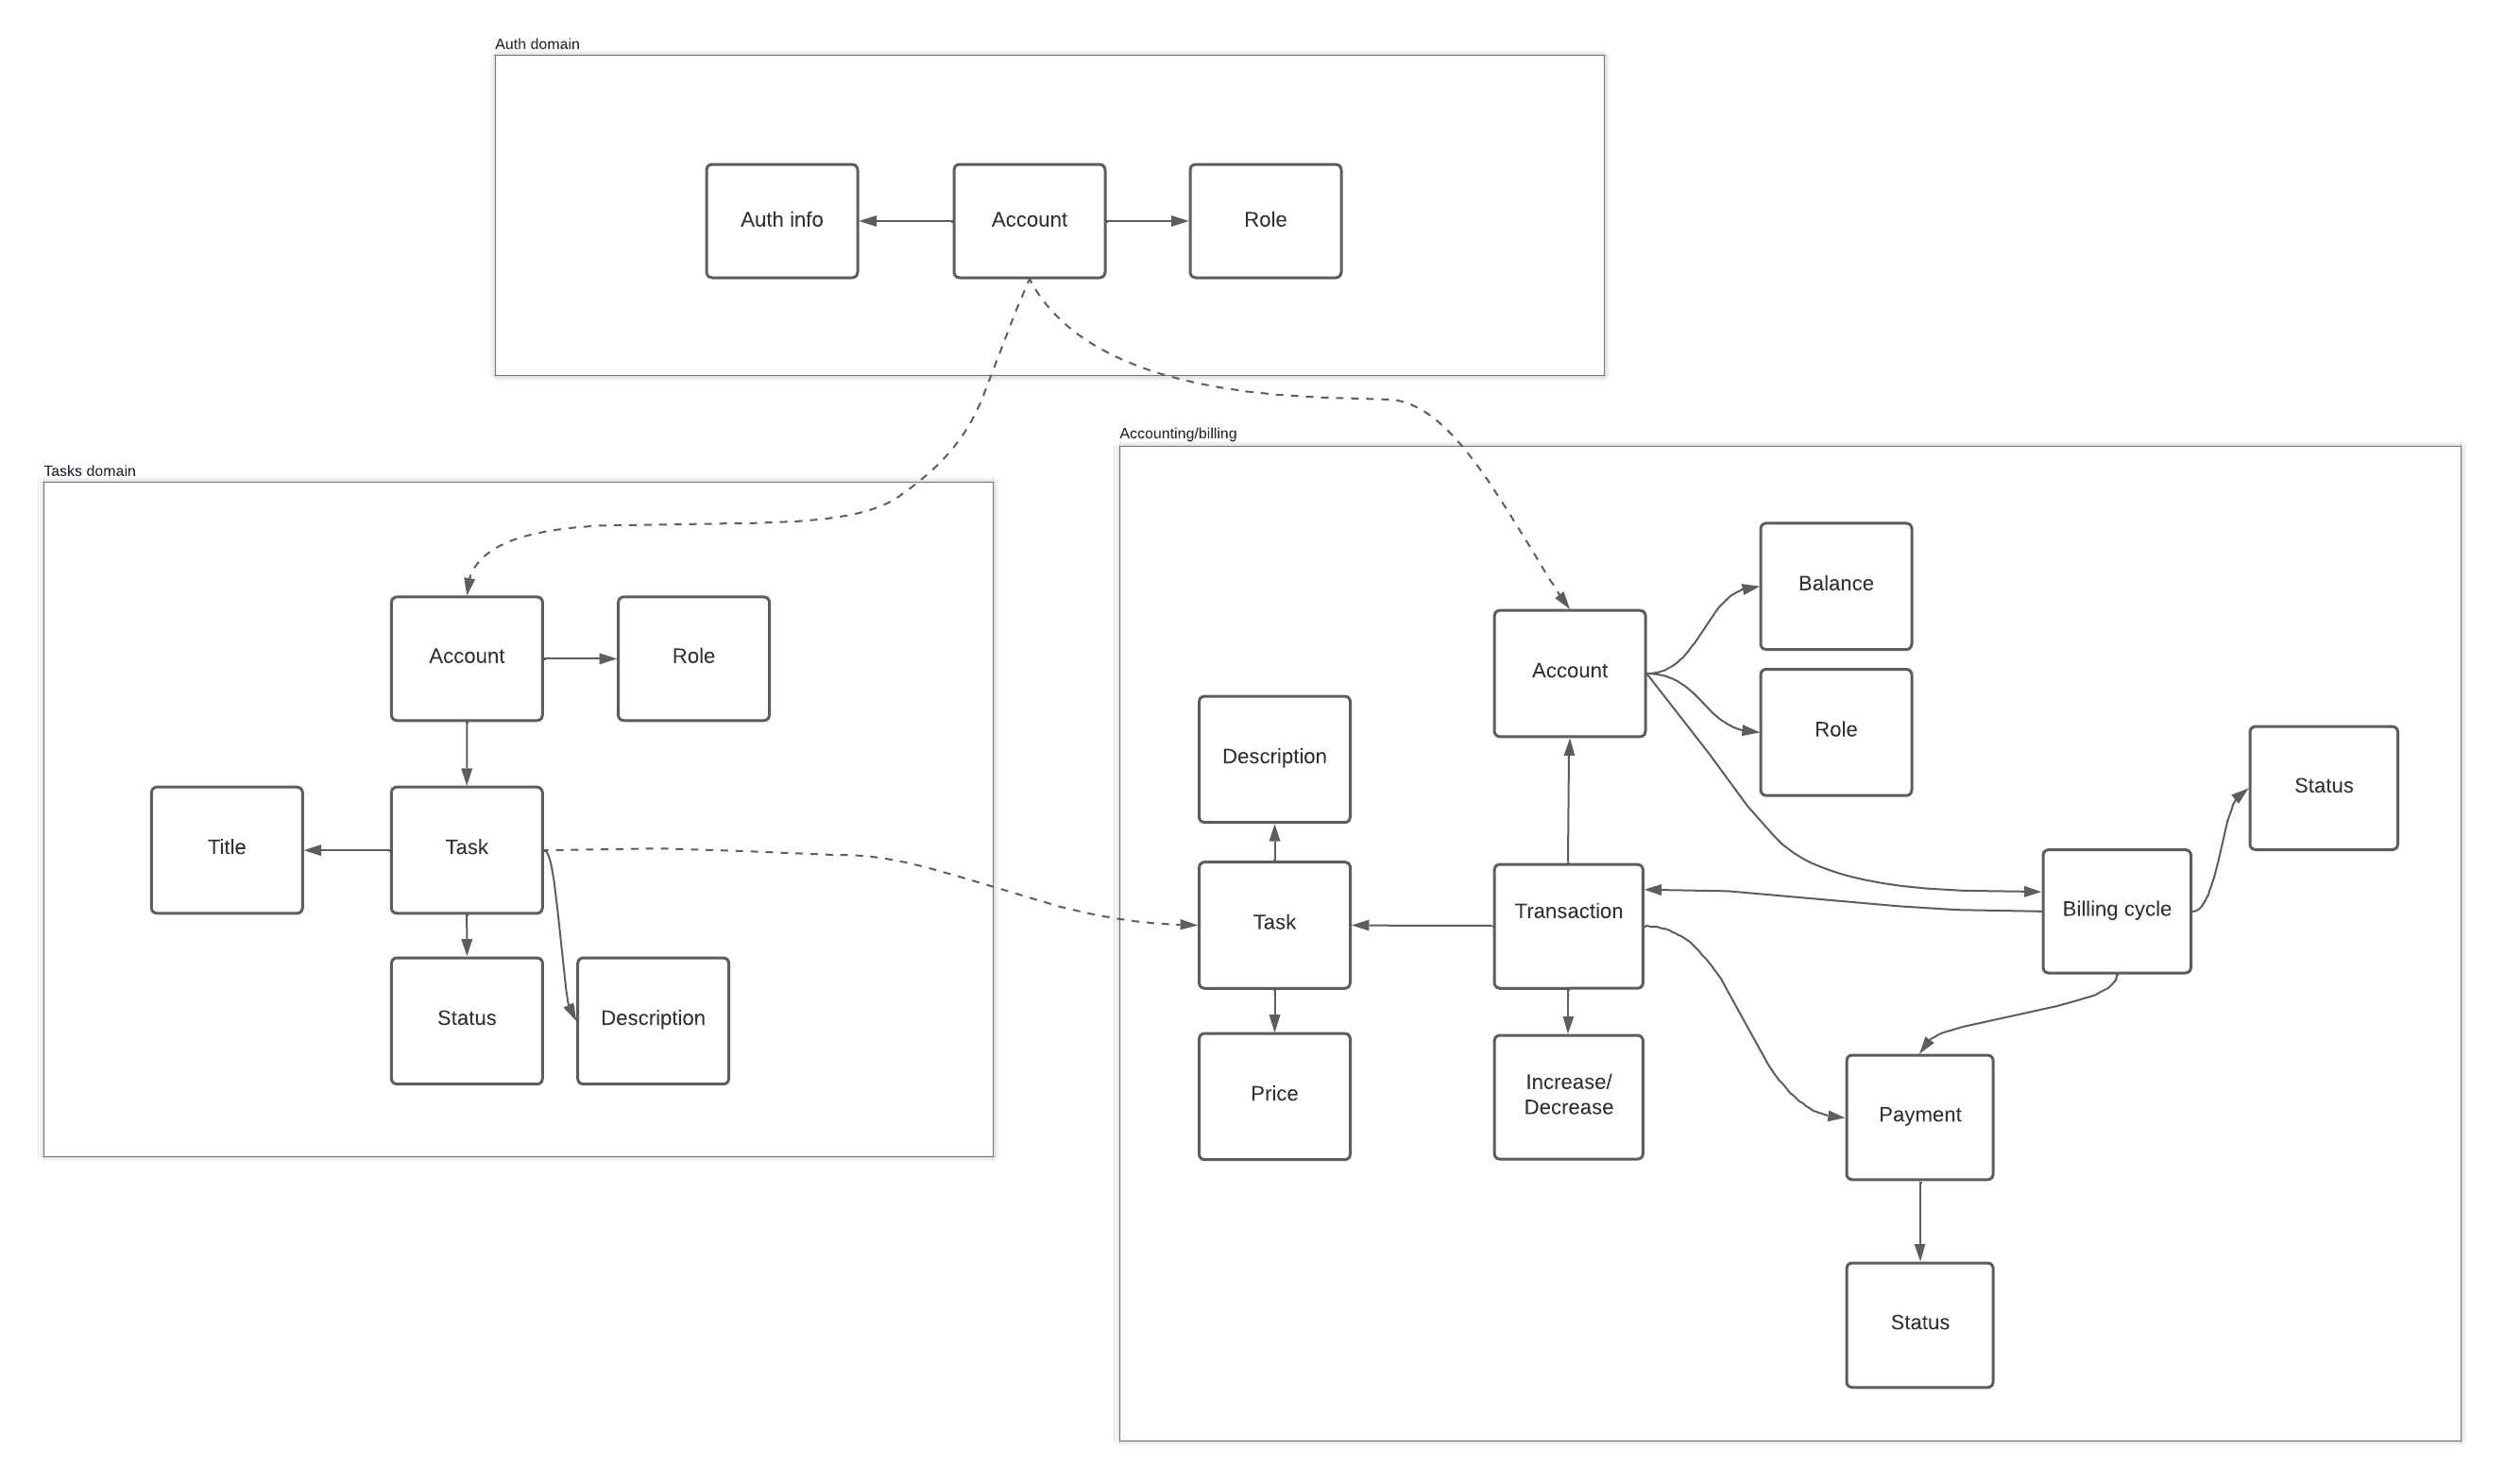 Auth domain
Auth info
Account
Role
Accounting/billing
Tasks domain
Account
Role
Title
Task
Status
Description
Balance
Account
Role
Description
Status
Task
Transaction
Billing cycle
Price
Increase/
Decrease
Payment
Status